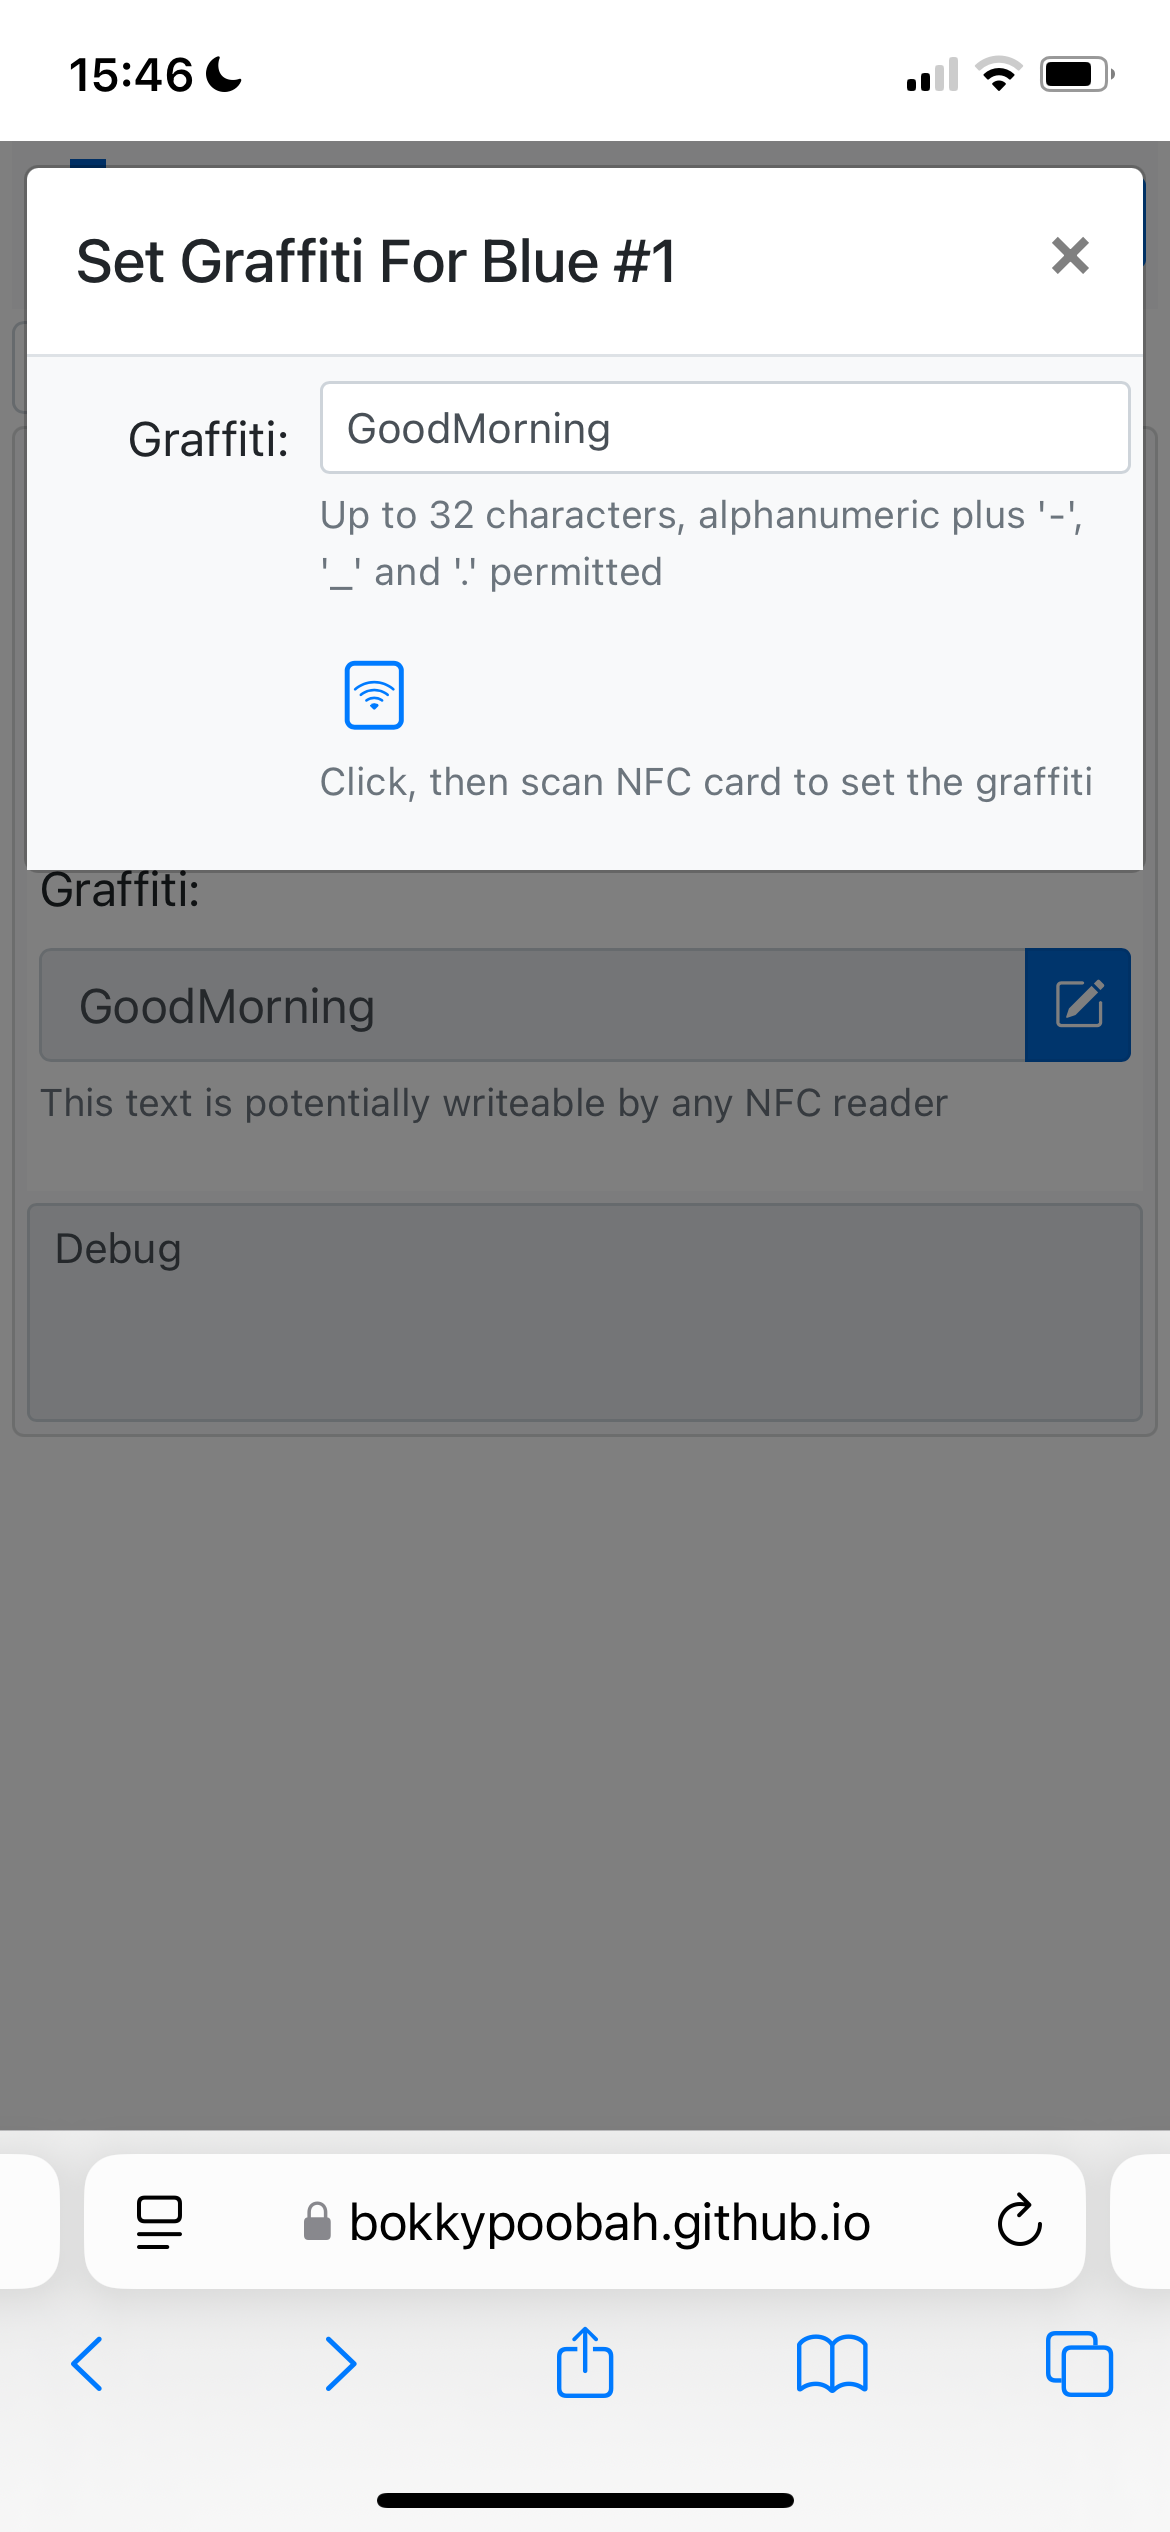 15:46
Set Graffiti For Blue #1
×
Graffiti:
GoodMorning
Up to 32 characters, alphanumeric plus '-',
'_' and '.' permitted
Click, then scan NFC card to set the graffiti
Graffiti:
GoodMorning
This text is potentially writeable by any NFC reader
Debug
bokkypoobah.github.io